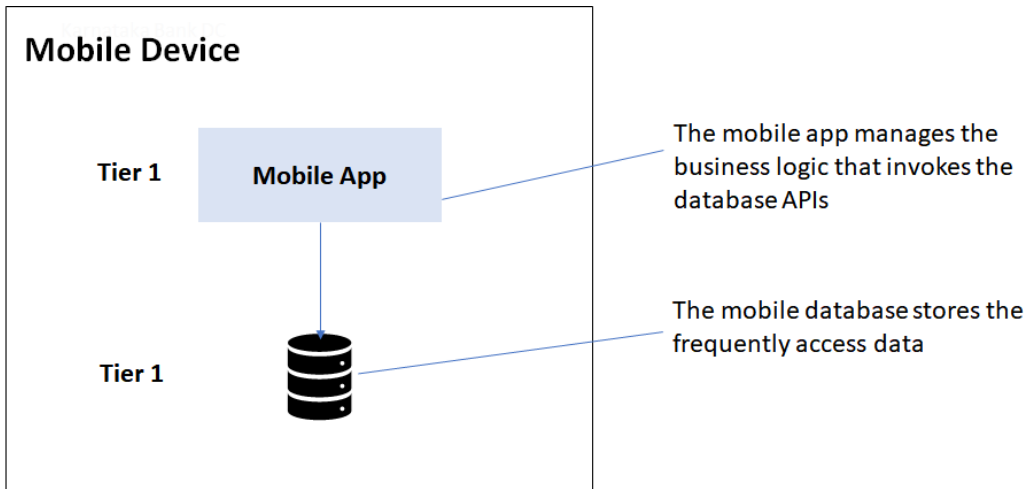 Mobile Device
Tier 1
Mobile App
The mobile app manages the
business logic that invokes the
database APIs
The mobile database stores the
frequently access data
Tier 1